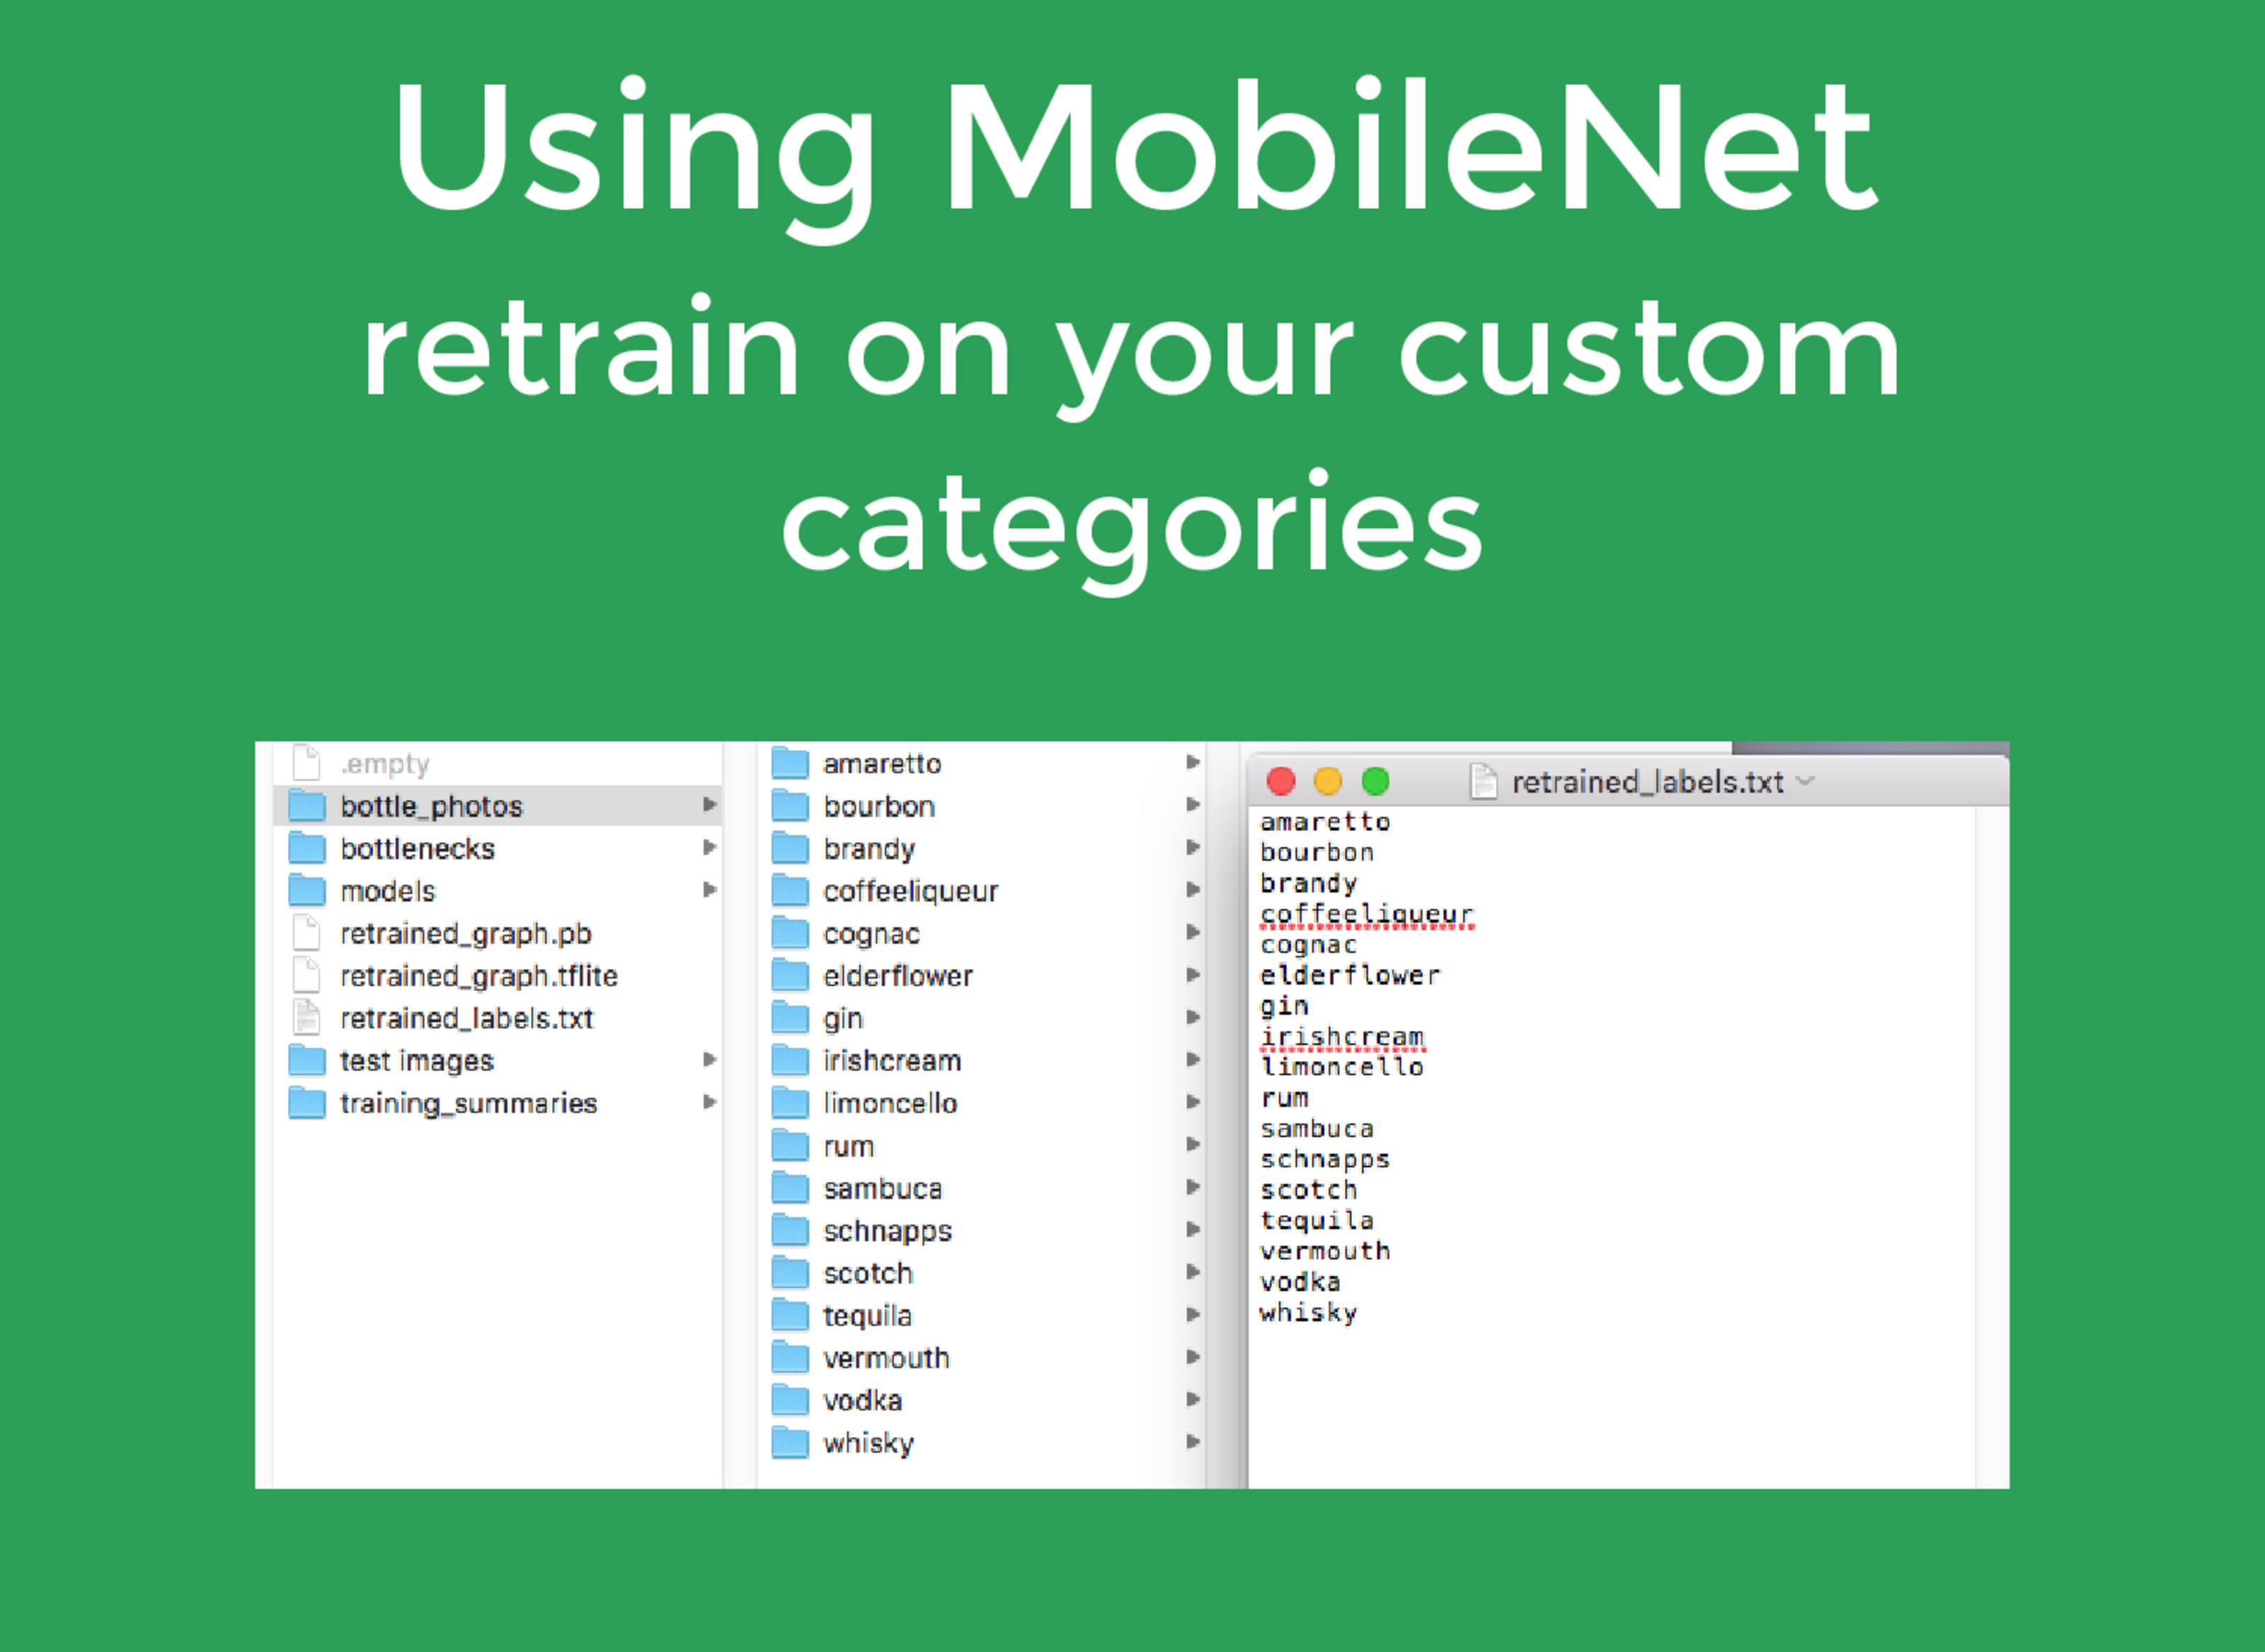 Using MobileNet
retrain on your custom
categories
.empty
bottle_photos
bottlenecks
models
retrained_graph.pb
retrained_graph.tflite
retrained_labels.txt
test images
training_summaries
amaretto
bourbon
brandy
coffeeliqueur
cognac
elderflower
gin
irishcream
limoncello
rum
sambuca
schnapps
scotch
tequila
vermouth
vodka
whisky
retrained_labels.txt
amaretto
bourbon
brandy
coffeeliqueur
cognac
elderflower
gin
irishcream
limoncello
rum
sambuca
schnapps
scotch
tequila
vermouth
vodka
whisky